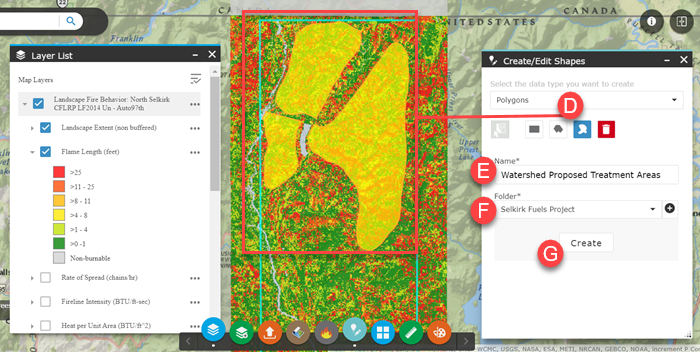 22
CANADA
UNITED STATES
Franklin
Layer List
Map Layers
Landscape Fire Behavior: North Selkirk
CFLRP LF2014 Un - Auto97th
Landscape Extent (non buffered)
Flame Length (feet)
>25
>11 - 25
>8 - 11
>4 - 8
>1 - 4
>0 -1
Non-burnable
Rate of Spread (chains/hr)
Fireline Intensity (BTU/ft-sec)
Heat per Unit Area (BTU/ft^2)
Create/Edit Shapes
Select the data type you want to create
Polygons
D
E
Name*
Watershed Proposed Treatment Areas
F
Folder*
Selkirk Fuels Project
G
Create
Upper
Priest
Lake
WCMC, USGS, NASA, ESA, METI, NRCAN, GEBCO, NOAA, increment P C